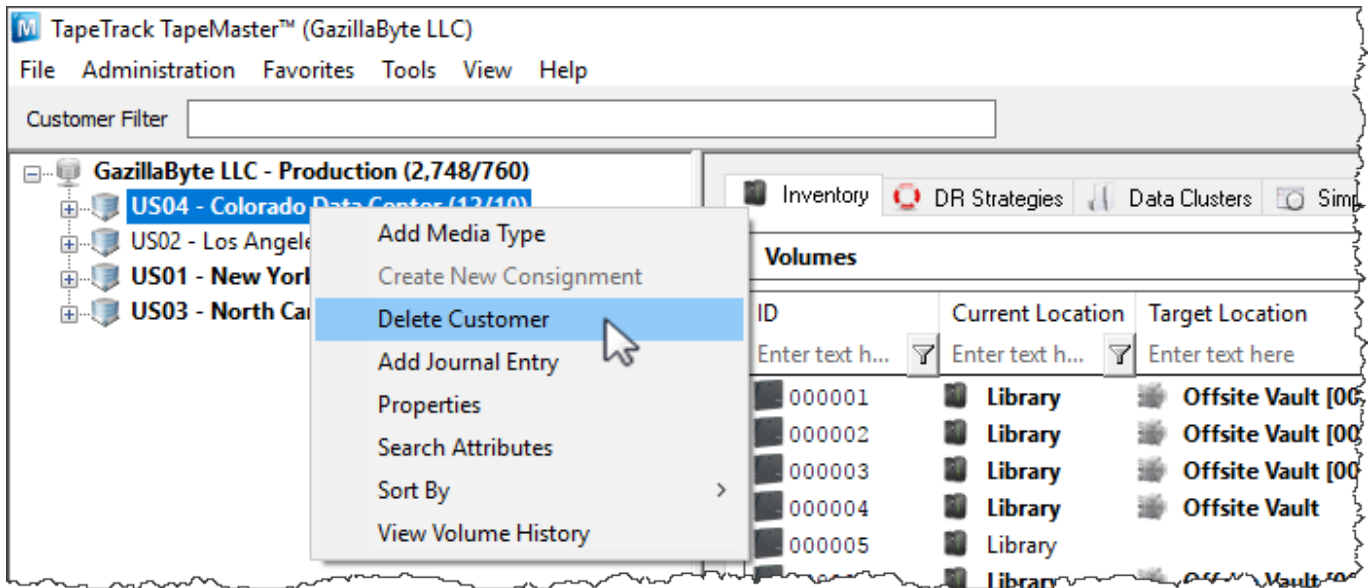 TapeTrack TapeMaster™ (GazillaByte LLC)
File Administration Favorites Tools View Help
Customer Filter
GazillaByte LLC - Production (2,748/760)
US04 - Colorado Data Center (12/10)
US02 - Los Angele
US01 - New York
US03 - North Ca
Add Media Type
Create New Consignment
Delete Customer
Add Journal Entry
Properties
Search Attributes
Sort By
View Volume History
Inventory DR Strategies Data Clusters Simp
Volumes
ID Current Location Target Location
Enter text h... Enter text h... Enter text here
000001 Library Offsite Vault [00
000002 Library Offsite Vault [00
000003 Library Offsite Vault [00
000004 Library Offsite Vault
000005 Library
Library